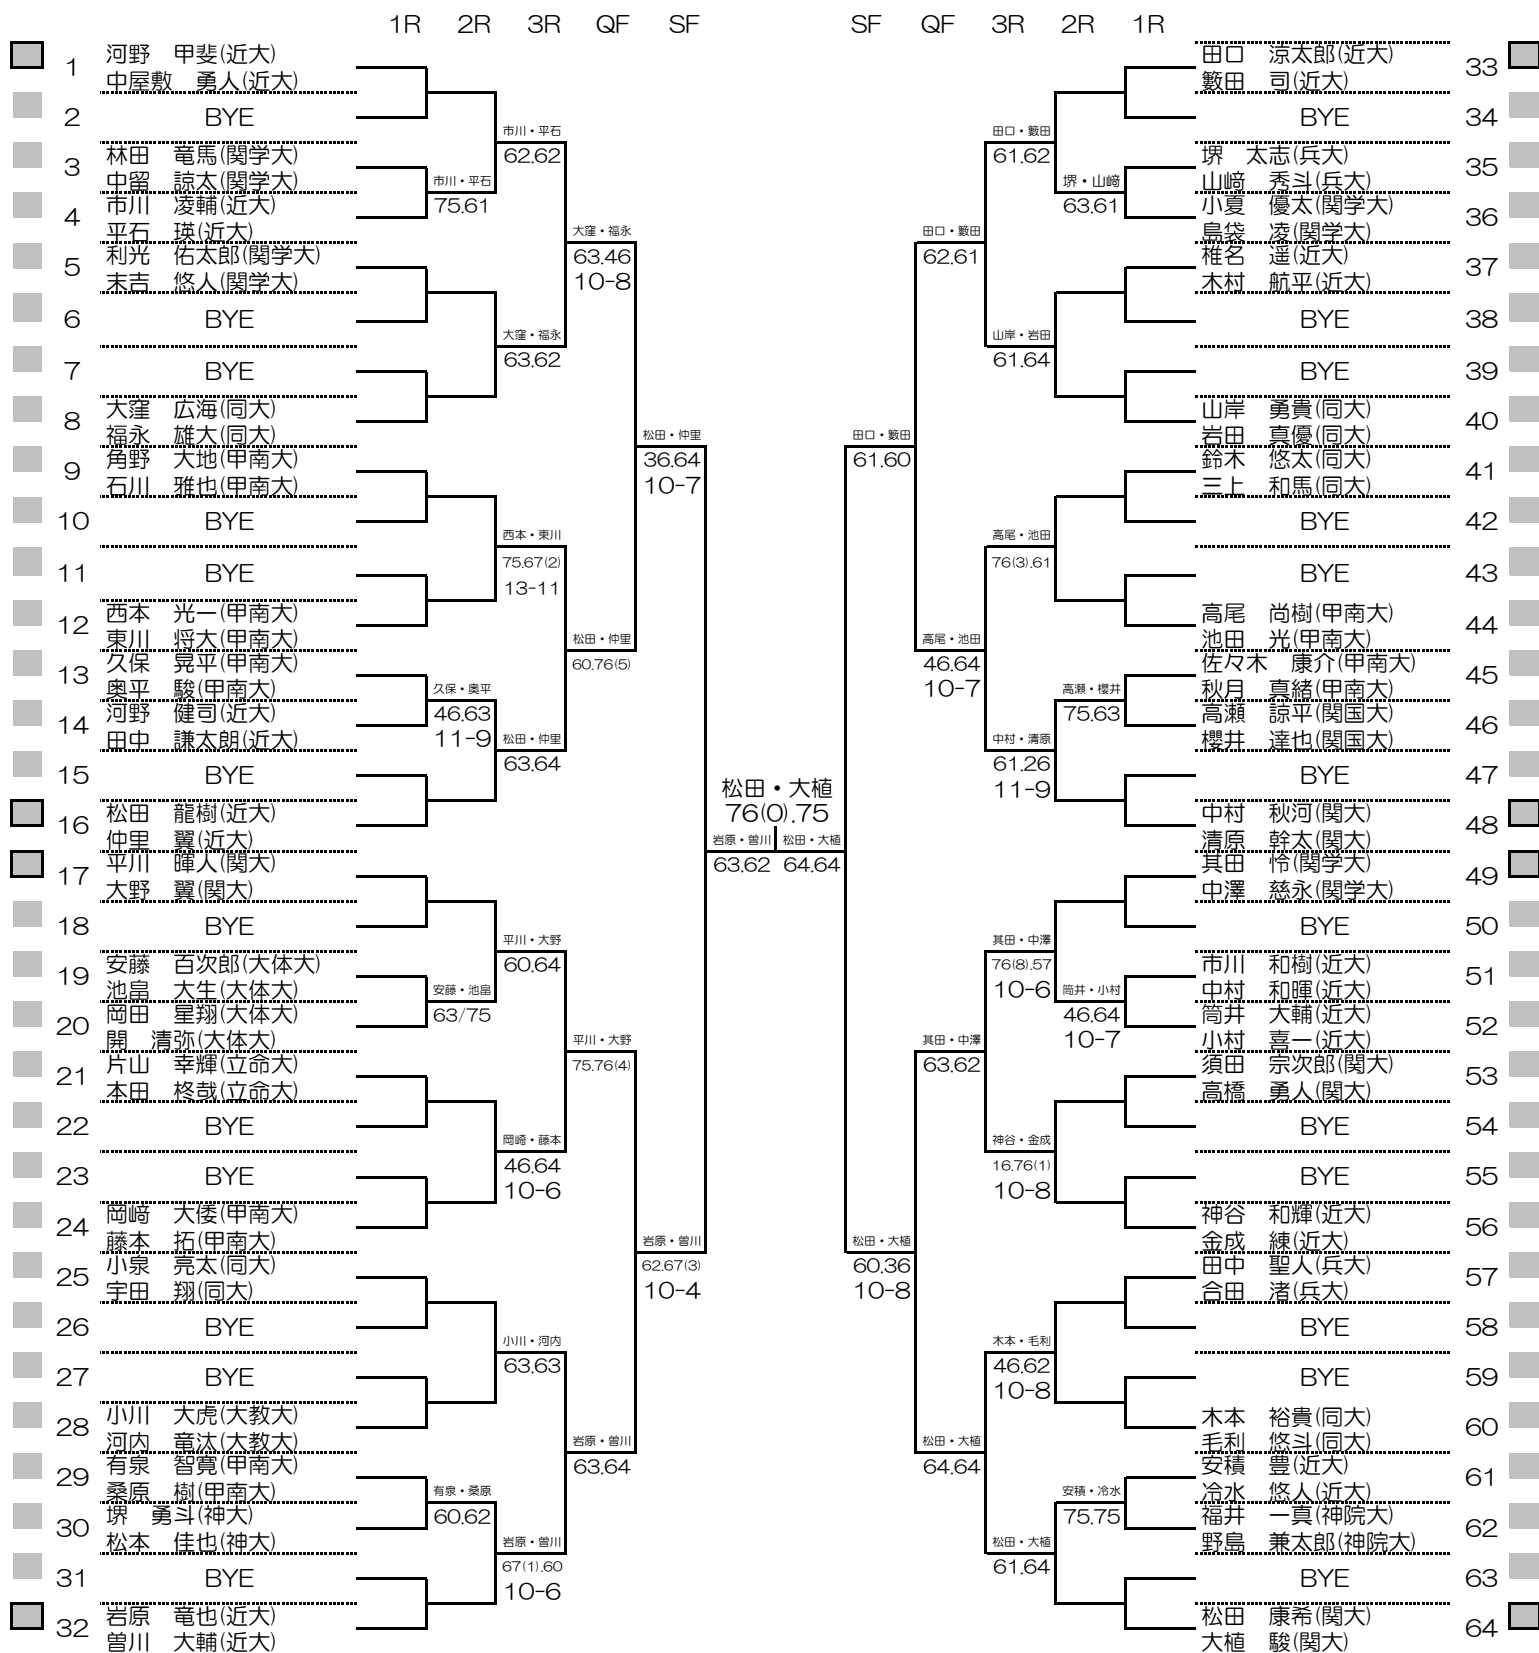 1R 2R 3R QF SF SF QF 3R 2R 1R
1 河野 甲斐(近大)
中屋敷 勇人(近大)
2 BYE
3 林田 竜馬(関学大)
中留 諒太(関学大)
4 市川 凌輔(近大)
平石 瑛(近大)
5 利光 佑太郎(関学大)
末吉 悠人(関学大)
6 BYE
7 BYE
8 大窪 広海(同大)
福永 雄大(同大)
9 角野 大地(甲南大)
石川 雅也(甲南大)
10 BYE
11 BYE
12 西本 光一(甲南大)
東川 将大(甲南大)
13 久保 晃平(甲南大)
奥平 駿(甲南大)
14 河野 健司(近大)
田中 謙太朗(近大)
15 BYE
16 松田 龍樹(近大)
仲里 翼(近大)
17 平川 暉人(関大)
大野 翼(関大)
18 BYE
19 安藤 百次郎(大体大)
池畠 大生(大体大)
20 岡田 星翔(大体大)
開 清弥(大体大)
21 片山 幸輝(立命大)
本田 柊哉(立命大)
22 BYE
23 BYE
24 岡﨑 大倭(甲南大)
藤本 拓(甲南大)
25 小泉 亮太(同大)
宇田 翔(同大)
26 BYE
27 BYE
28 小川 大虎(大教大)
河内 竜汰(大教大)
29 有泉 智寛(甲南大)
桑原 樹(甲南大)
30 堺 勇斗(神大)
松本 佳也(神大)
31 BYE
32 岩原 竜也(近大)
曽川 大輔(近大)
市川・平石
75.61
久保・奥平
46.63
11-9
安藤・池畠
63/75
有泉・桑原
60.62
市川・平石
62.62
大窪・福永
63.62
西本・東川
75.67(2)
13-11
松田・仲里
63.64
平川・大野
60.64
岡崎・藤本
46.64
10-6
小川・河内
63.63
岩原・曽川
67(1).60
10-6
大窪・福永
63.46
10-8
松田・仲里
60.76(5)
平川・大野
75.76(4)
岩原・曽川
63.64
松田・仲里
36.64
10-7
岩原・曽川
62.67(3)
10-4
松田・大植
76(0).75
岩原・曽川 松田・大植
63.62 64.64
田口・籔田
61.60
松田・大植
60.36
10-8
田口・籔田
62.61
高尾・池田
46.64
10-7
其田・中澤
63.62
松田・大植
64.64
田口・籔田
61.62
山岸・岩田
61.64
高尾・池田
76(3).61
中村・清原
61.26
11-9
其田・中澤
76(8).57
10-6
神谷・金成
16.76(1)
10-8
木本・毛利
46.62
10-8
松田・大植
61.64
堺・山﨑
63.61
高瀬・櫻井
75.63
筒井・小村
46.64
10-7
安積・冷水
75.75
田口 涼太郎(近大) 33
籔田 司(近大)
BYE 34
堺 太志(兵大) 35
山﨑 秀斗(兵大)
小夏 優太(関学大) 36
島袋 凌(関学大)
椎名 遥(近大) 37
木村 航平(近大)
BYE 38
BYE 39
山岸 勇貴(同大) 40
岩田 真優(同大)
鈴木 悠太(同大) 41
三上 和馬(同大)
BYE 42
BYE 43
高尾 尚樹(甲南大) 44
池田 光(甲南大)
佐々木 康介(甲南大) 45
秋月 真緒(甲南大)
高瀬 諒平(関国大) 46
櫻井 達也(関国大)
BYE 47
中村 秋河(関大) 48
清原 幹太(関大)
其田 怜(関学大) 49
中澤 慈永(関学大)
BYE 50
市川 和樹(近大) 51
中村 和暉(近大)
筒井 大輔(近大) 52
小村 喜一(近大)
須田 宗次郎(関大) 53
高橋 勇人(関大)
BYE 54
BYE 55
神谷 和輝(近大) 56
金成 練(近大)
田中 聖人(兵大) 57
合田 渚(兵大)
BYE 58
BYE 59
木本 裕貴(同大) 60
毛利 悠斗(同大)
安積 豊(近大) 61
冷水 悠人(近大)
福井 一真(神院大) 62
野島 兼太郎(神院大)
BYE 63
松田 康希(関大) 64
大植 駿(関大)